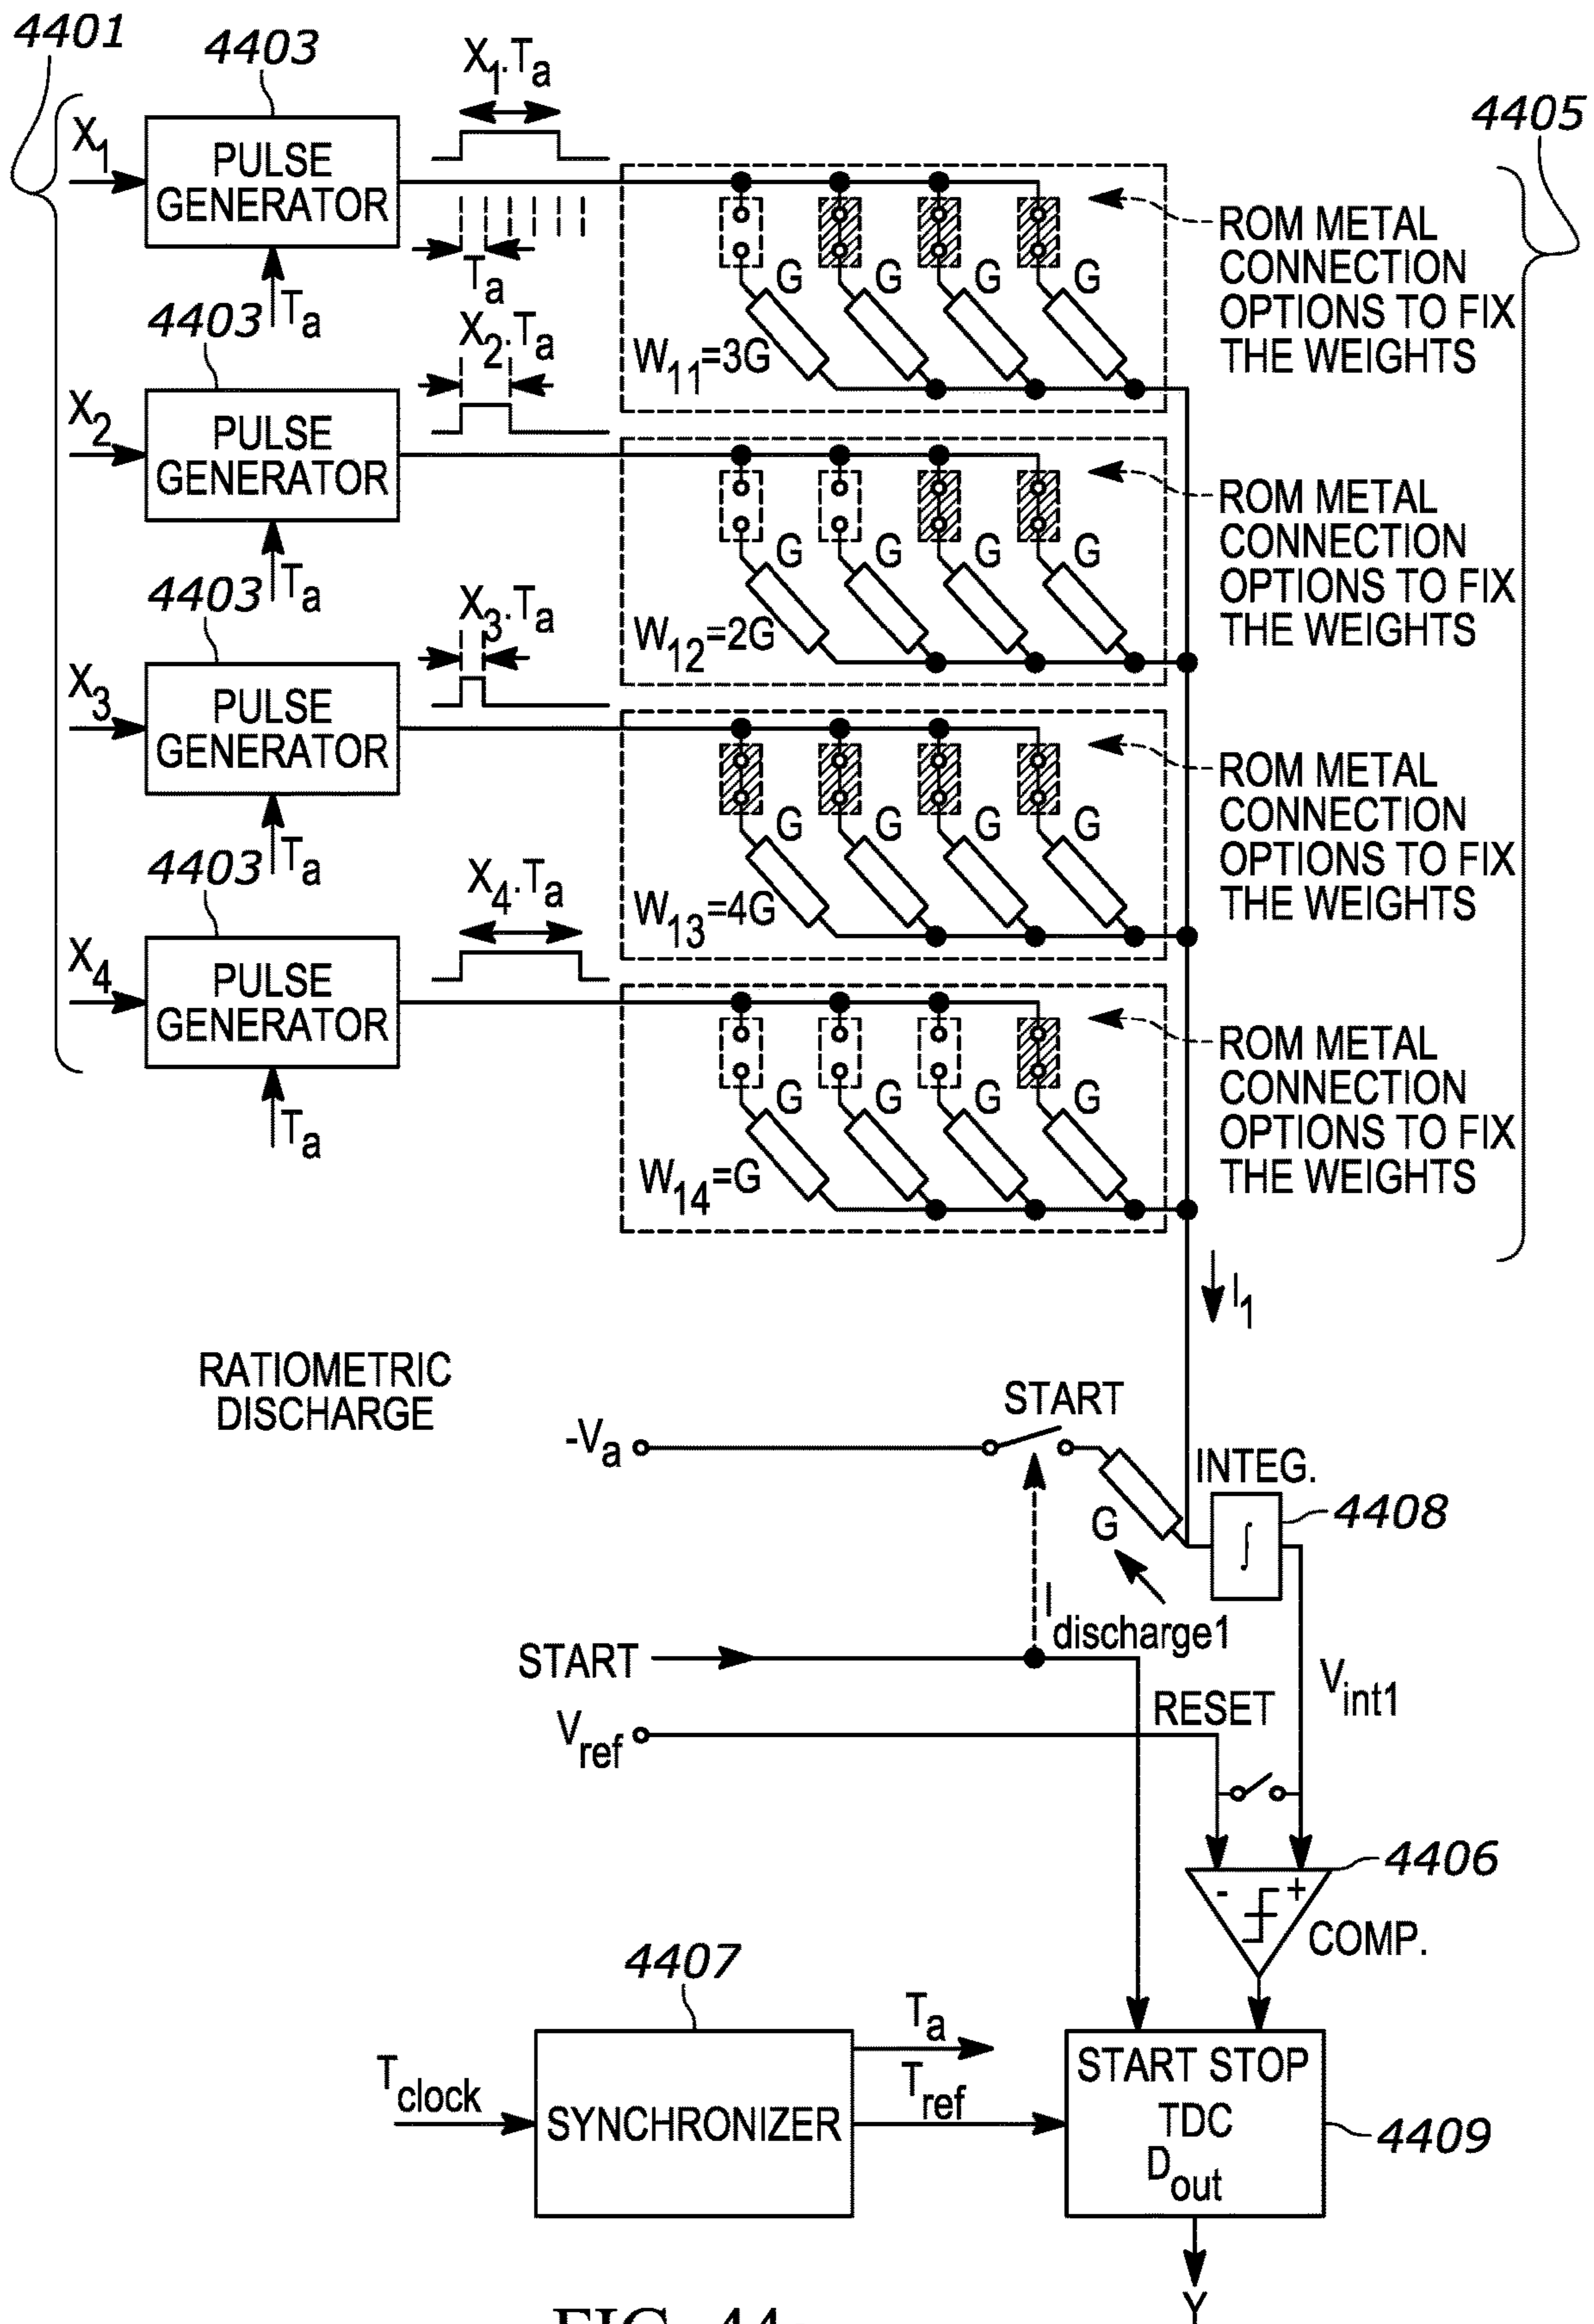 4401
4403
X1.Ta
4405
X1
PULSE
GENERATOR
Ta
Ta
ROM METAL
CONNECTION
OPTIONS TO FIX
THE WEIGHTS
G G G G
W11=3G
4403
X2.Ta
X2
PULSE
GENERATOR
Ta
ROM METAL
CONNECTION
OPTIONS TO FIX
THE WEIGHTS
G G G G
W12=2G
4403
X3.Ta
X3
PULSE
GENERATOR
Ta
ROM METAL
CONNECTION
OPTIONS TO FIX
THE WEIGHTS
G G G G
W13=4G
4403
X4.Ta
X4
PULSE
GENERATOR
Ta
ROM METAL
CONNECTION
OPTIONS TO FIX
THE WEIGHTS
G G G G
W14=G
I1
RATIOMETRIC
DISCHARGE
START
-Va
INTEG.
4408
G
∫
Idischarge1
START
Vint1
RESET
Vref
4406
- +
COMP.
4407
Ta
Tclock
SYNCHRONIZER
Tref
START STOP
TDC
Dout
4409
Y
FIG. 44